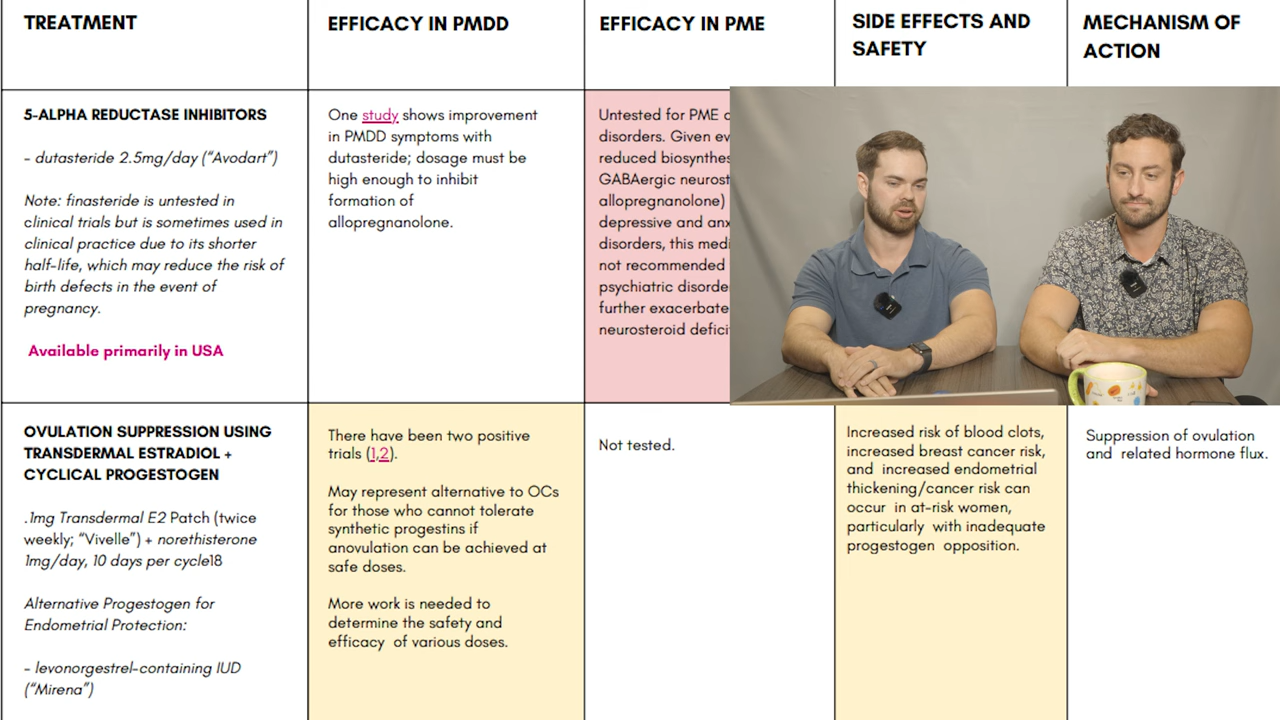 TREATMENT
EFFICACY IN PMDD
EFFICACY IN PME
SIDE EFFECTS AND
SAFETY
MECHANISM OF
ACTION
5-ALPHA REDUCTASE INHIBITORS
- dutasteride 2.5mg/day (“Avodart”)
Note: finasteride is untested in
clinical trials but is sometimes used in
clinical practice due to its shorter
half-life, which may reduce the risk of
birth defects in the event of
pregnancy.
Available primarily in USA
One study shows improvement
in PMDD symptoms with
dutasteride; dosage must be
high enough to inhibit
formation of
allopregnanolone.
Untested for PME
disorders. Given
reduced
GABAergic
allopregnanolone)
depressive and
disorders, this
not recommended
psychiatric
further exacerbate
neurosteroid
OVULATION SUPPRESSION USING
TRANSDERMAL ESTRADIOL +
CYCLICAL PROGESTOGEN
.1mg Transdermal E2 Patch (twice
weekly; “Vivelle”) + norethisterone
1mg/day, 10 days per cycle18
Alternative Progestogen for
Endometrial Protection:
- levonorgestrel-containing IUD
(“Mirena”)
There have been two positive
trials (1,2).
May represent alternative to OCs
for those who cannot tolerate
synthetic progestins if
anovulation can be achieved at
safe doses.
More work is needed to
determine the safety and
efficacy of various doses.
Not tested.
Increased risk of blood clots,
increased breast cancer risk,
and increased endometrial
thickening/cancer risk can
occur in at-risk women,
particularly with inadequate
progestogen opposition.
Suppression of ovulation
and related hormone flux.